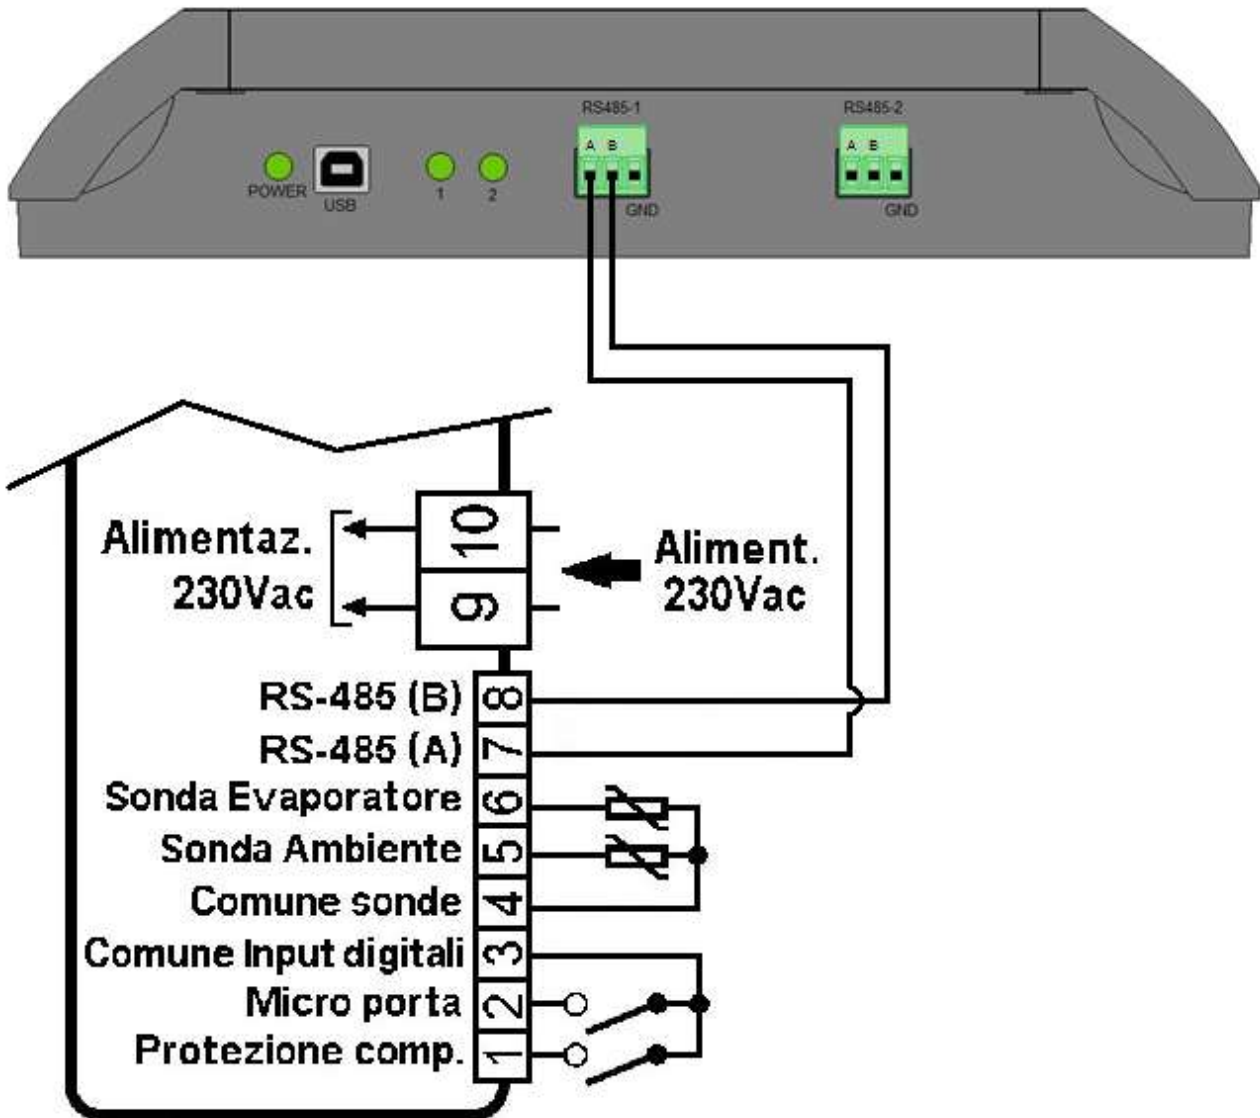 RS485-1 RS485-2
A B A B
POWER USB 1 2 GND GND
Alimentaz. 10 Aliment.
230Vac 9 230Vac
RS-485 (B) 8
RS-485 (A) 7
Sonda Evaporatore 6
Sonda Ambiente 5
Comune sonde 4
Comune Input digitali 3
Micro porta 2
Protezione comp. 1